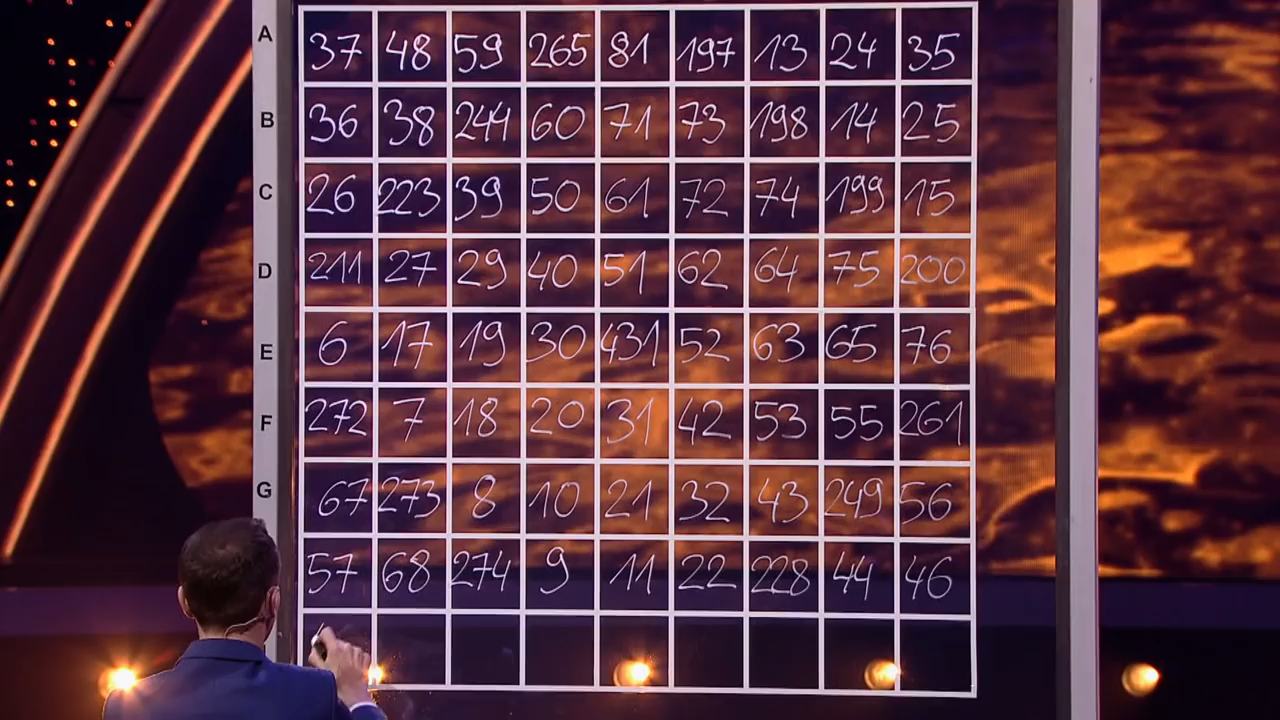 A 37 48 59 265 81 197 13 24 35
B 36 38 244 60 71 73 198 14 25
C 26 223 39 50 61 72 74 199 15
D 211 27 29 40 51 62 64 75 200
E 6 17 19 30 431 52 63 65 76
F 272 7 18 20 31 42 53 55 261
G 67 273 8 10 21 32 43 249 56
57 68 274 9 11 22 228 44 46